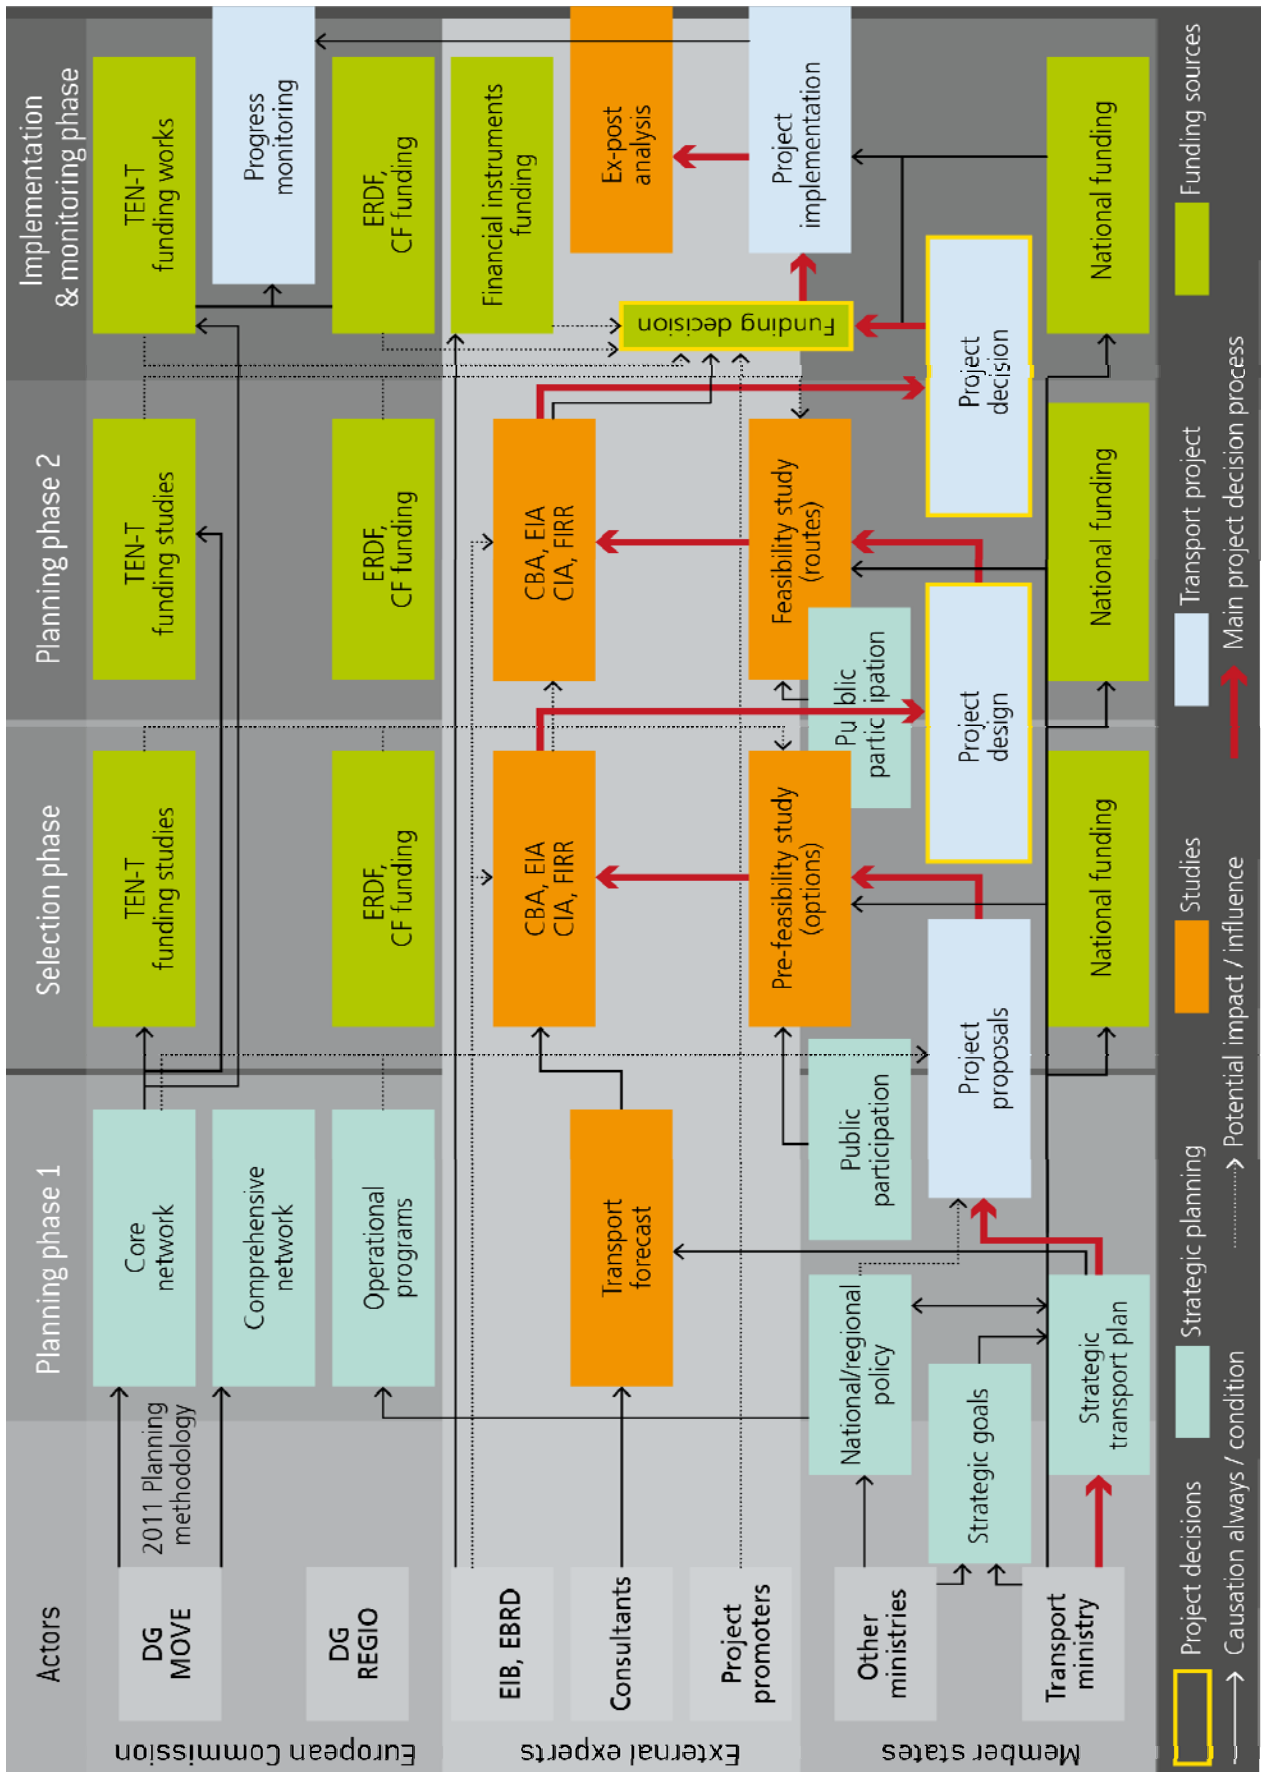 Actors
Planning phase 1
Selection phase
Planning phase 2
Implementation
& monitoring phase
European Commission
DG
MOVE
2011 Planning
methodology
Core
network
TEN-T
funding studies
TEN-T
funding studies
TEN-T
funding works
Comprehensive
network
Progress
monitoring
DG
REGIO
Operational
programs
ERDF,
CF funding
ERDF,
CF funding
ERDF,
CF funding
External experts
EIB, EBRD
CBA, EIA
CIA, FIRR
CBA, EIA
CIA, FIRR
Financial instruments
funding
Consultants
Transport
forecast
Ex-post
analysis
Funding decision
Project
promoters
Pre-feasibility study
(options)
Feasibility study
(routes)
Project
implementation
Member states
Other
ministries
National/regional
policy
Public
participation
Public
participation
Strategic goals
Project
proposals
Project
design
Project
decision
Transport
ministry
Strategic
transport plan
National funding
National funding
National funding
Project decisions
Strategic planning
Studies
Transport project
Funding sources
Causation always / condition
Potential impact / influence
Main project decision process